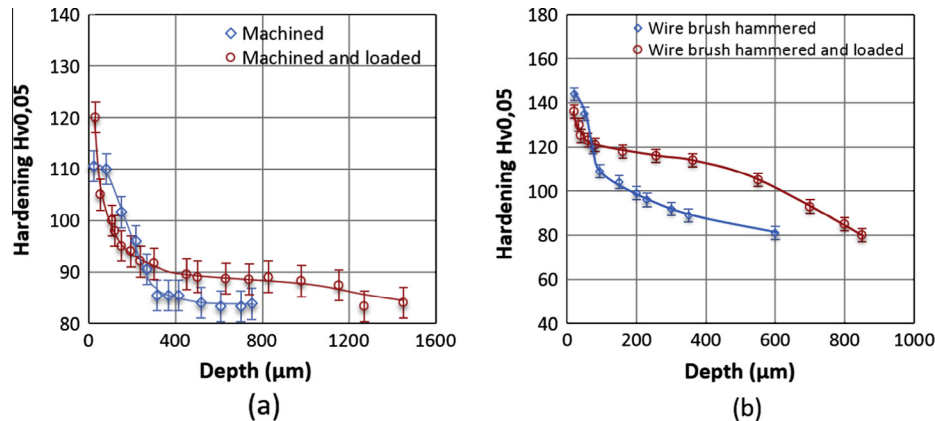 140
130
120
110
100
90
80
Hardening Hv0,05
Machined
Machined and loaded
0
400
800
1200
1600
Depth (μm)
(a)
180
160
140
120
100
80
60
40
Hardening Hv0,05
Wire brush hammered
Wire brush hammered and loaded
0
200
400
600
800
1000
Depth (μm)
(b)